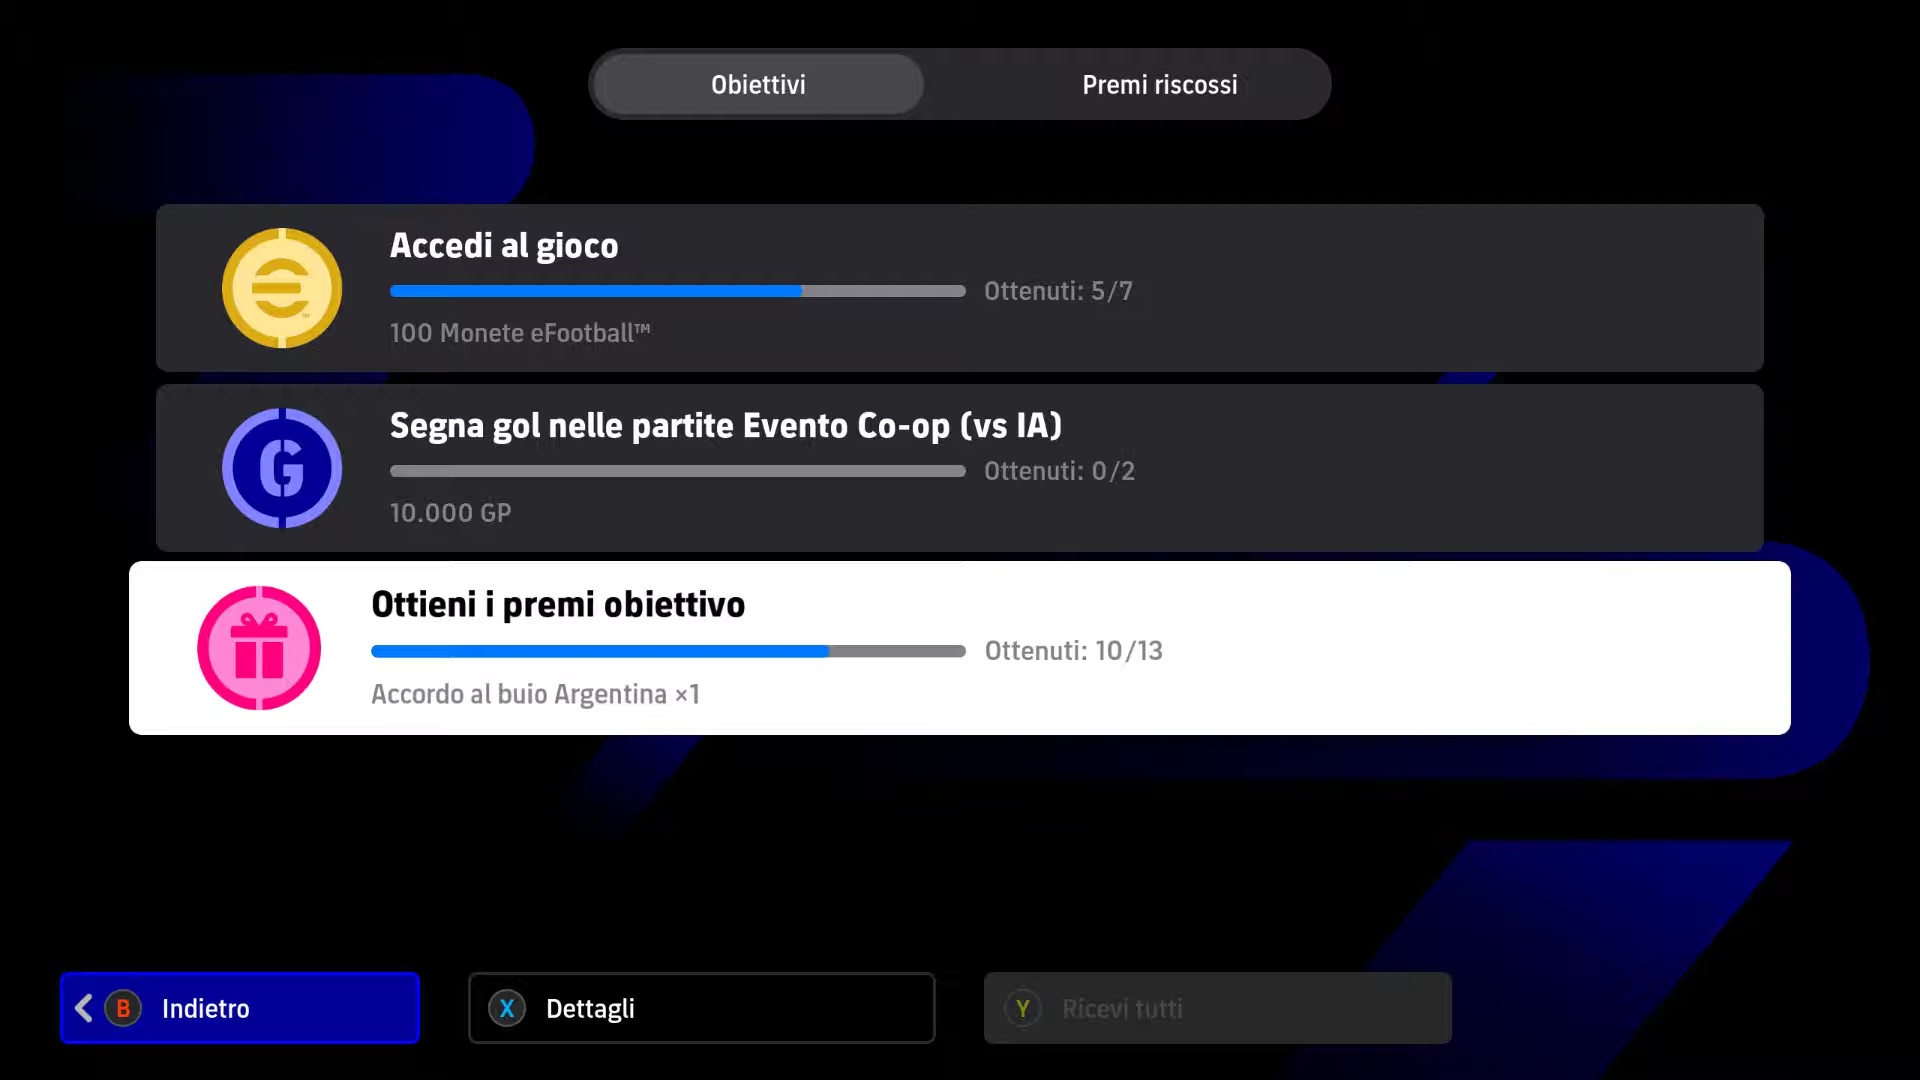 Obiettivi
Premi riscossi
Accedi al gioco
Ottenuti: 5/7
100 Monete eFootball™
Segna gol nelle partite Evento Co-op (vs IA)
Ottenuti: 0/2
10.000 GP
Ottieni i premi obiettivo
Ottenuti: 10/13
Accordo al buio Argentina ×1
B Indietro
X Dettagli
Y Ricevi tutti